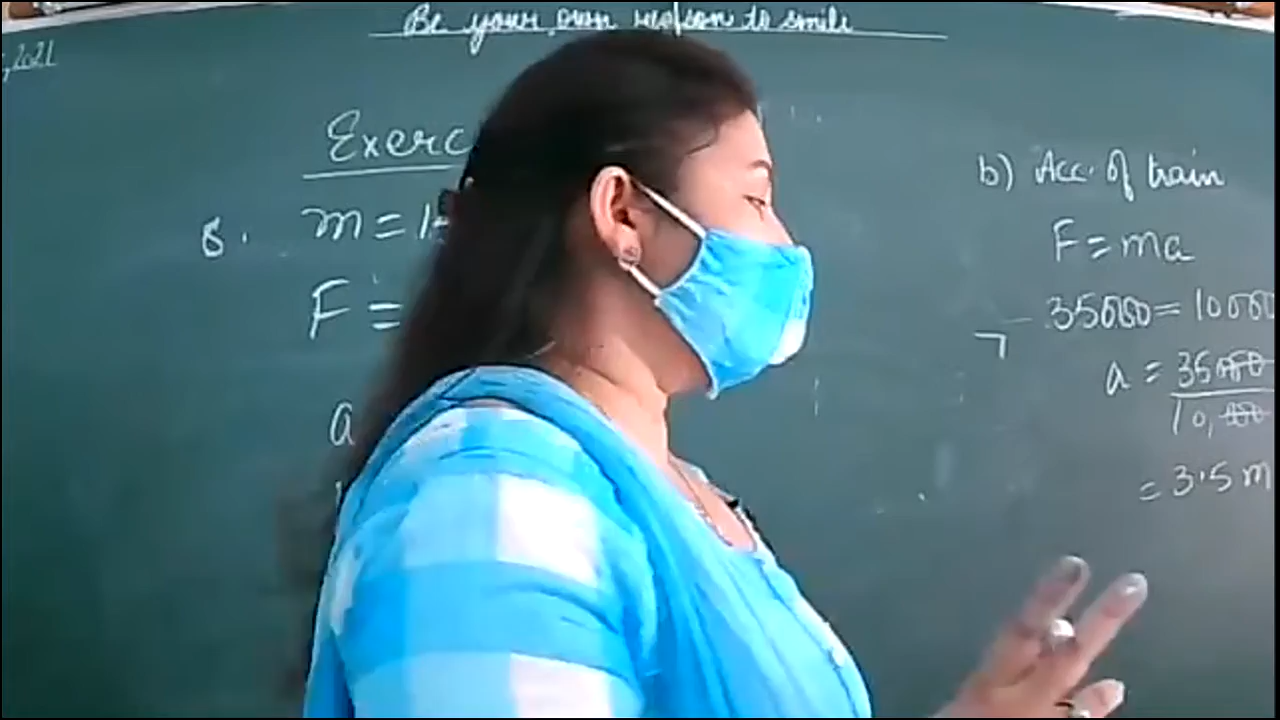 Be your own reason to smile
,2021
Exerc
8. m = 1
F =
a
b) Acc. of train
F = ma
35000 = 10000
a = 35000
10,000
= 3.5 m